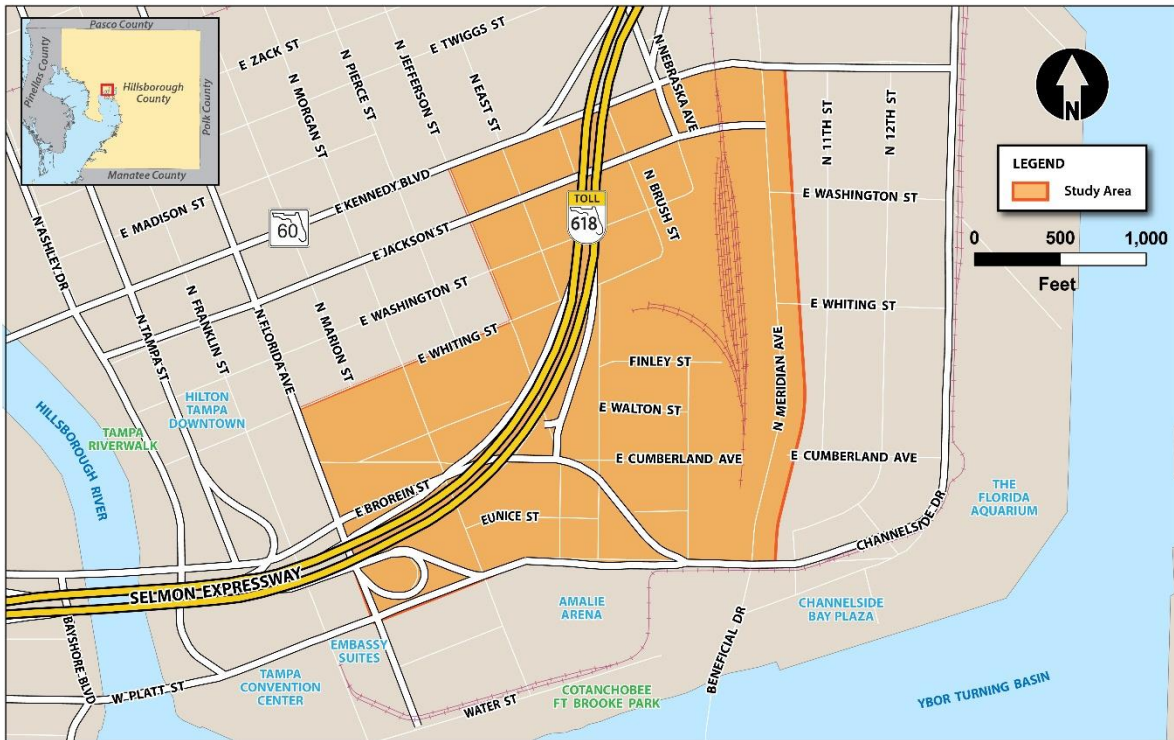 Pasco County
Pinellas County
Hillsborough
County
Polk County
Manatee County
E ZACK ST
E TWIGGS ST
N MORGAN ST
N PIERCE ST
N JEFFERSON ST
N EAST ST
N NEBRASKA AVE
N 11TH ST
N 12TH ST
N
LEGEND
Study Area
0 500 1,000
Feet
E MADISON ST
E KENNEDY BLVD
60
E JACKSON ST
TOLL
618
N BRUSH ST
E WASHINGTON ST
N ASHLEY DR
N TAMPA ST
N FRANKLIN ST
N FLORIDA AVE
N MARION ST
E WASHINGTON ST
E WHITING ST
E WHITING ST
FINLEY ST
N MERIDIAN AVE
HILTON
TAMPA
DOWNTOWN
E WALTON ST
HILLSBOROUGH RIVER
TAMPA
RIVERWALK
E CUMBERLAND AVE
E CUMBERLAND AVE
E BROREIN ST
EUNICE ST
THE
FLORIDA
AQUARIUM
CHANNELSIDE DR
SELMON EXPRESSWAY
AMALIE
ARENA
CHANNELSIDE
BAY PLAZA
BAYSHORE BLVD
EMBASSY
SUITES
BENEFICIAL DR
W PLATT ST
TAMPA
CONVENTION
CENTER
WATER ST
COTANCHOBEE
FT BROOKE PARK
YBOR TURNING BASIN